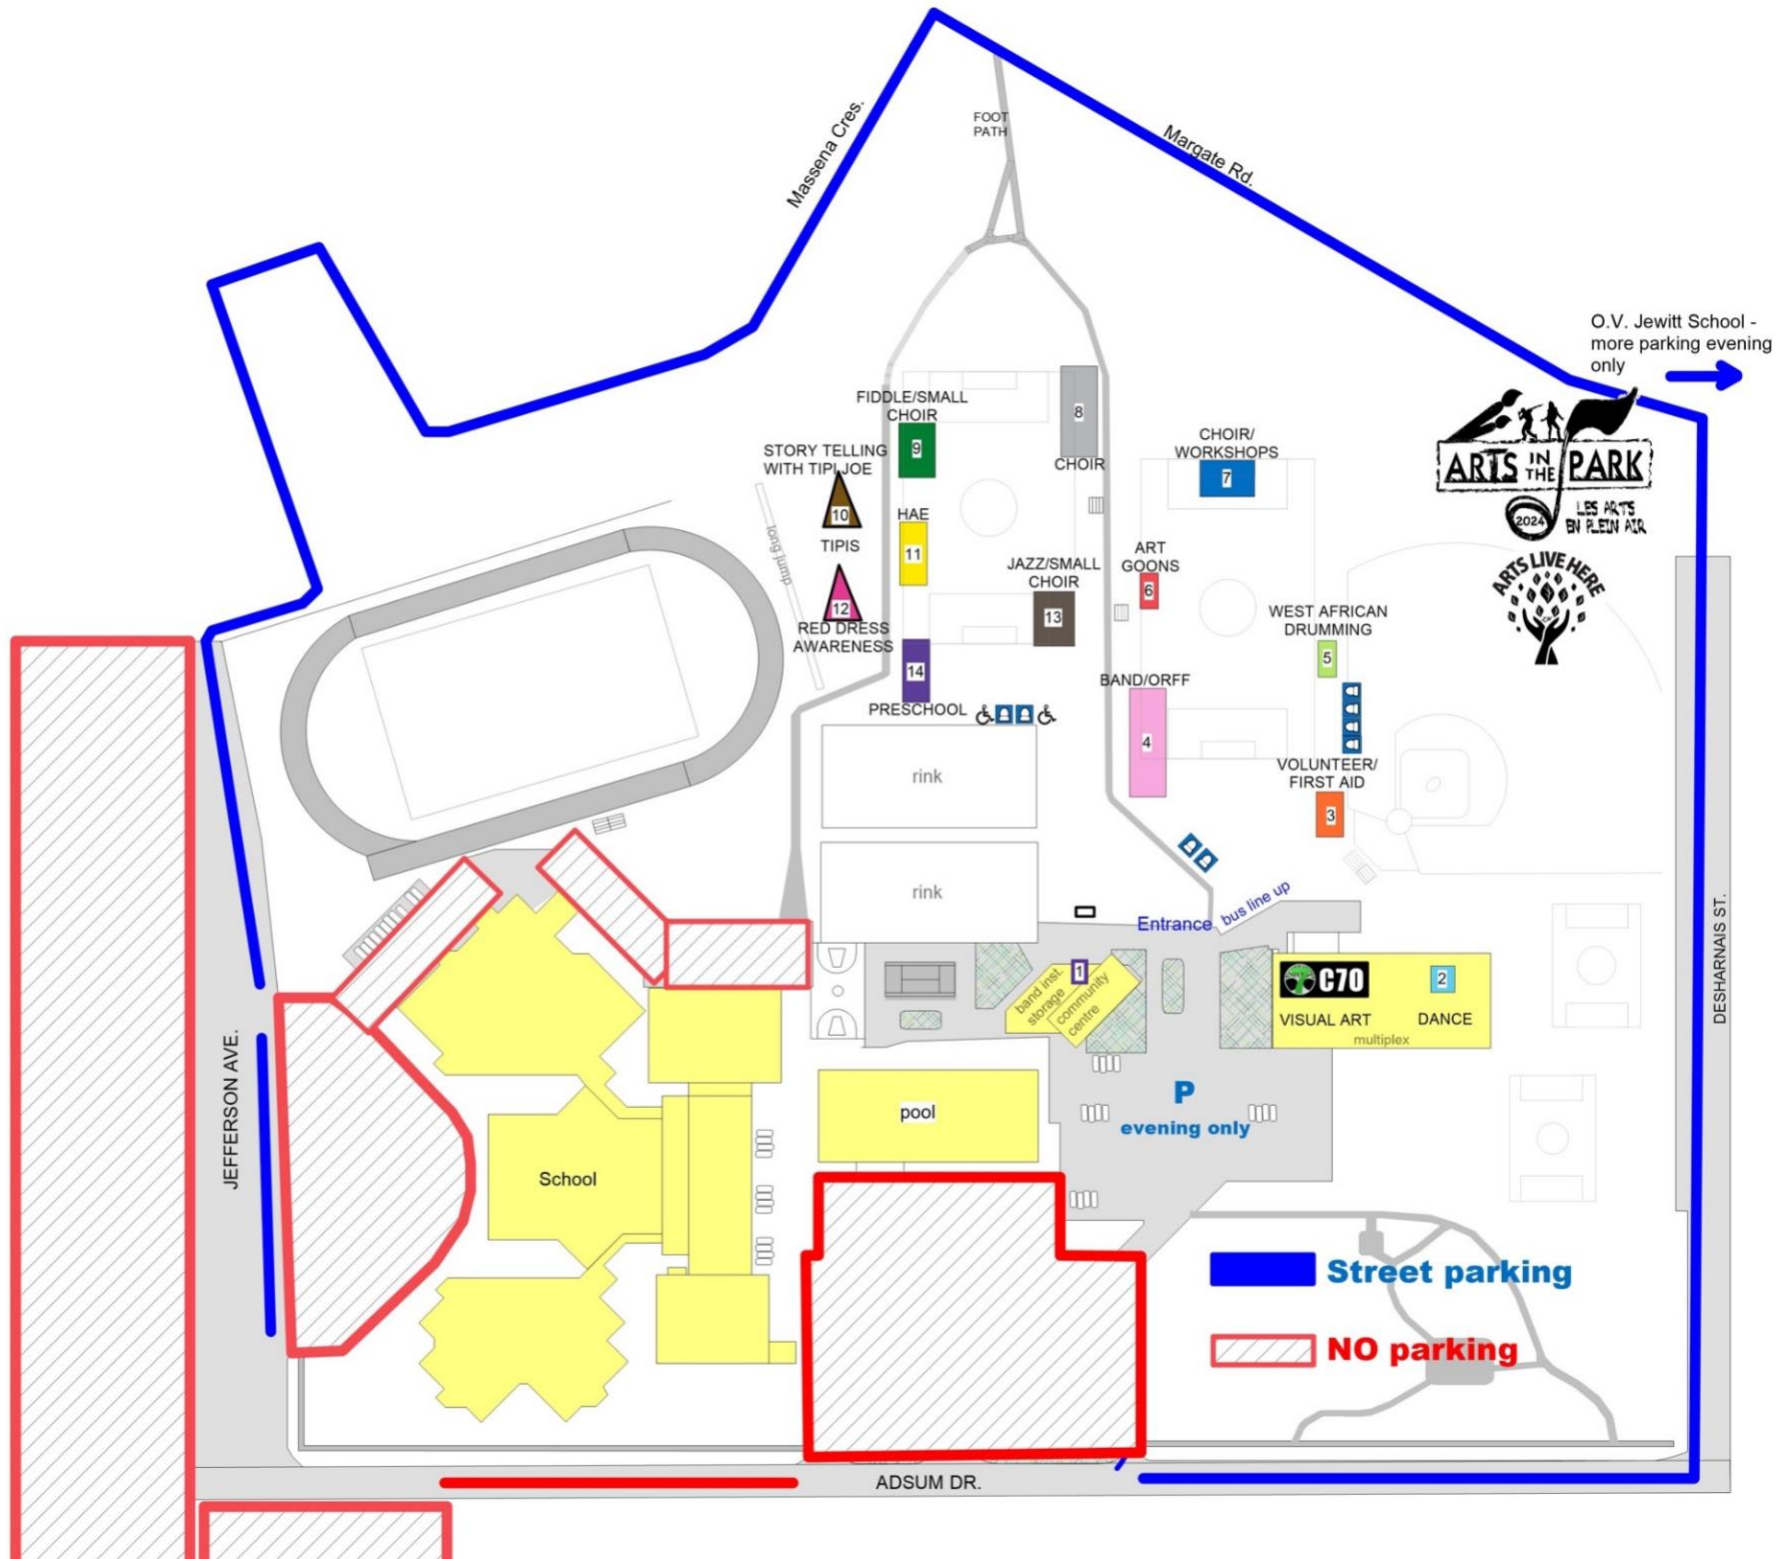 Massena Cres.
FOOT
PATH
Margate Rd.
O.V. Jewitt School -
more parking evening
only
ARTS IN THE PARK
2024
LES ARTS
EN PLEIN AIR
ARTS LIVE HERE
FIDDLE/SMALL
CHOIR
9
8
CHOIR
CHOIR/
WORKSHOPS
7
STORY TELLING
WITH TIPI JOE
10
TIPIS
12
RED DRESS
AWARENESS
long jump
HAE
11
JAZZ/SMALL
CHOIR
13
ART
GOONS
6
WEST AFRICAN
DRUMMING
5
14
PRESCHOOL
BAND/ORFF
4
VOLUNTEER/
FIRST AID
3
rink
rink
Entrance
bus line up
1
band inst.
storage
community
centre
C70
2
VISUAL ART
DANCE
multiplex
DESHARNAIS ST.
JEFFERSON AVE.
pool
P
evening only
School
Street parking
NO parking
ADSUM DR.